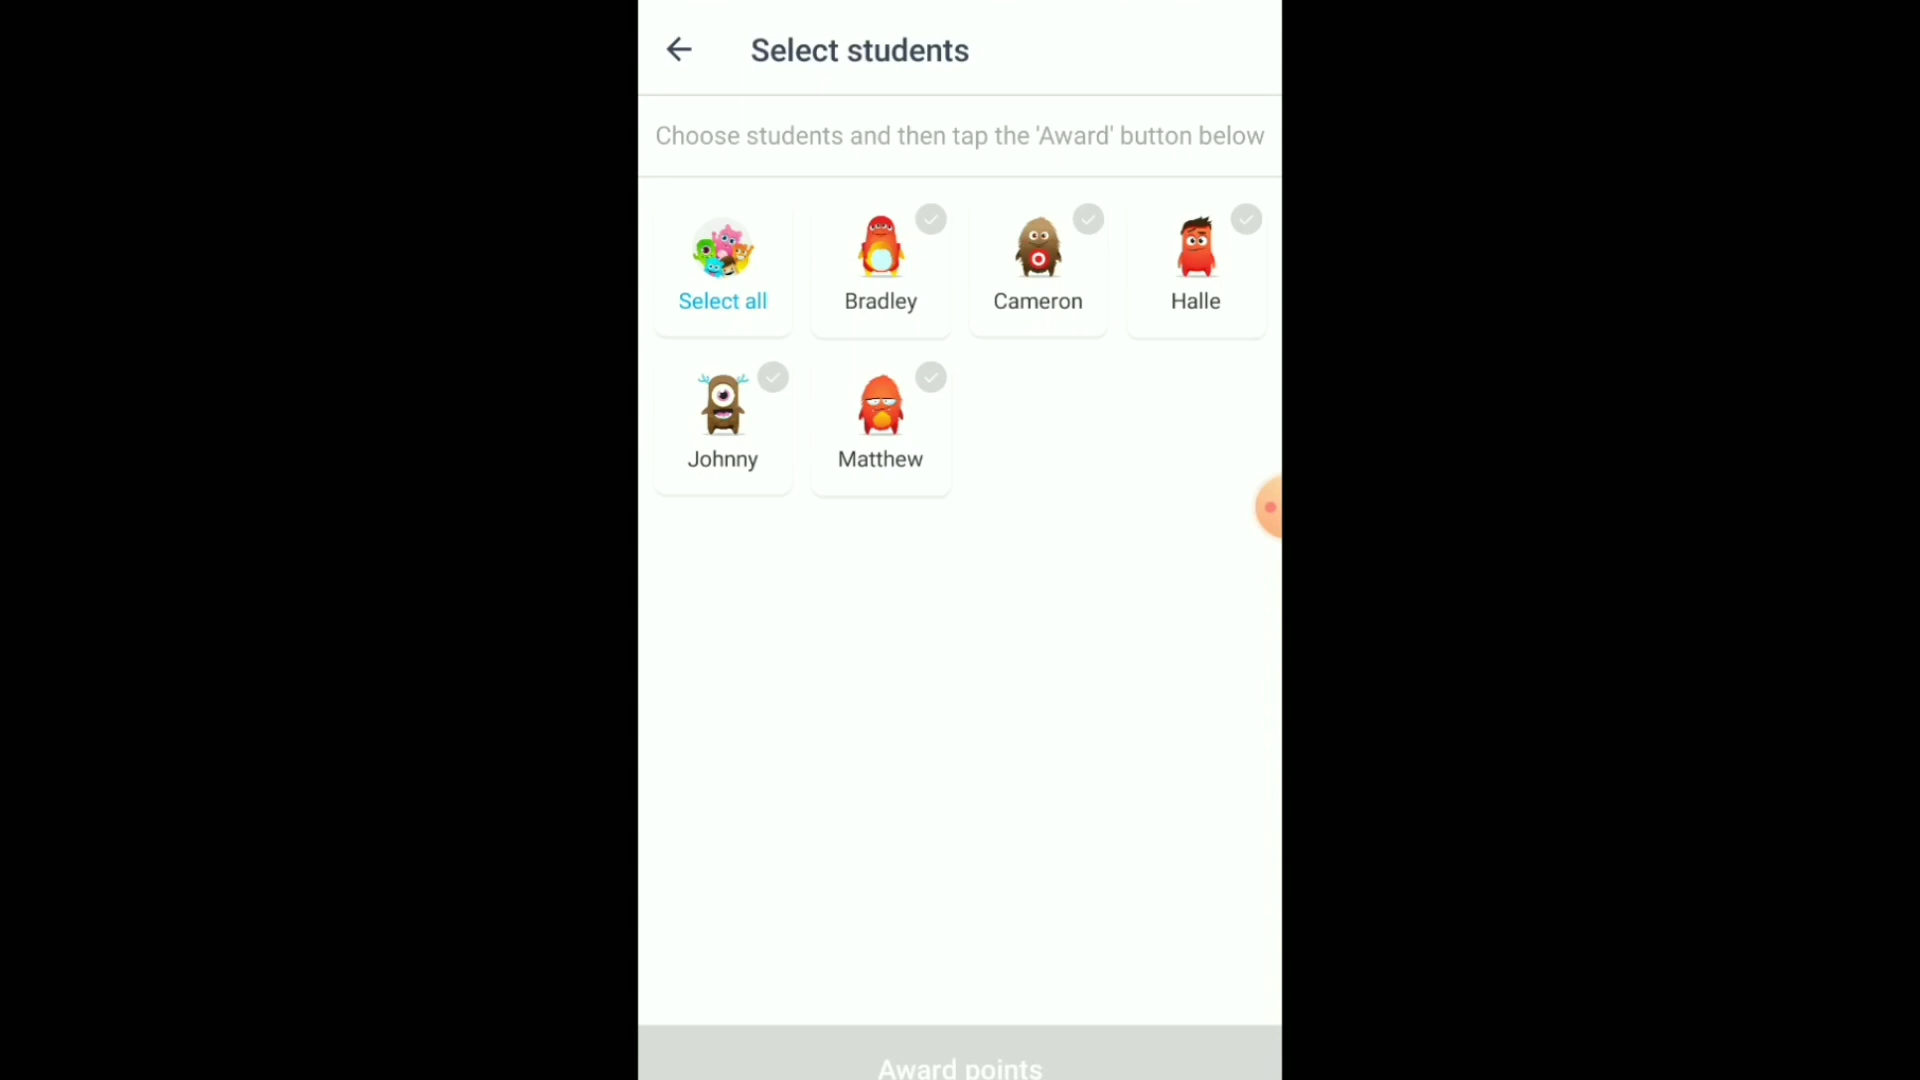 Select students
Choose students and then tap the 'Award' button below
Select all
Bradley
Cameron
Halle
Johnny
Matthew
Award points